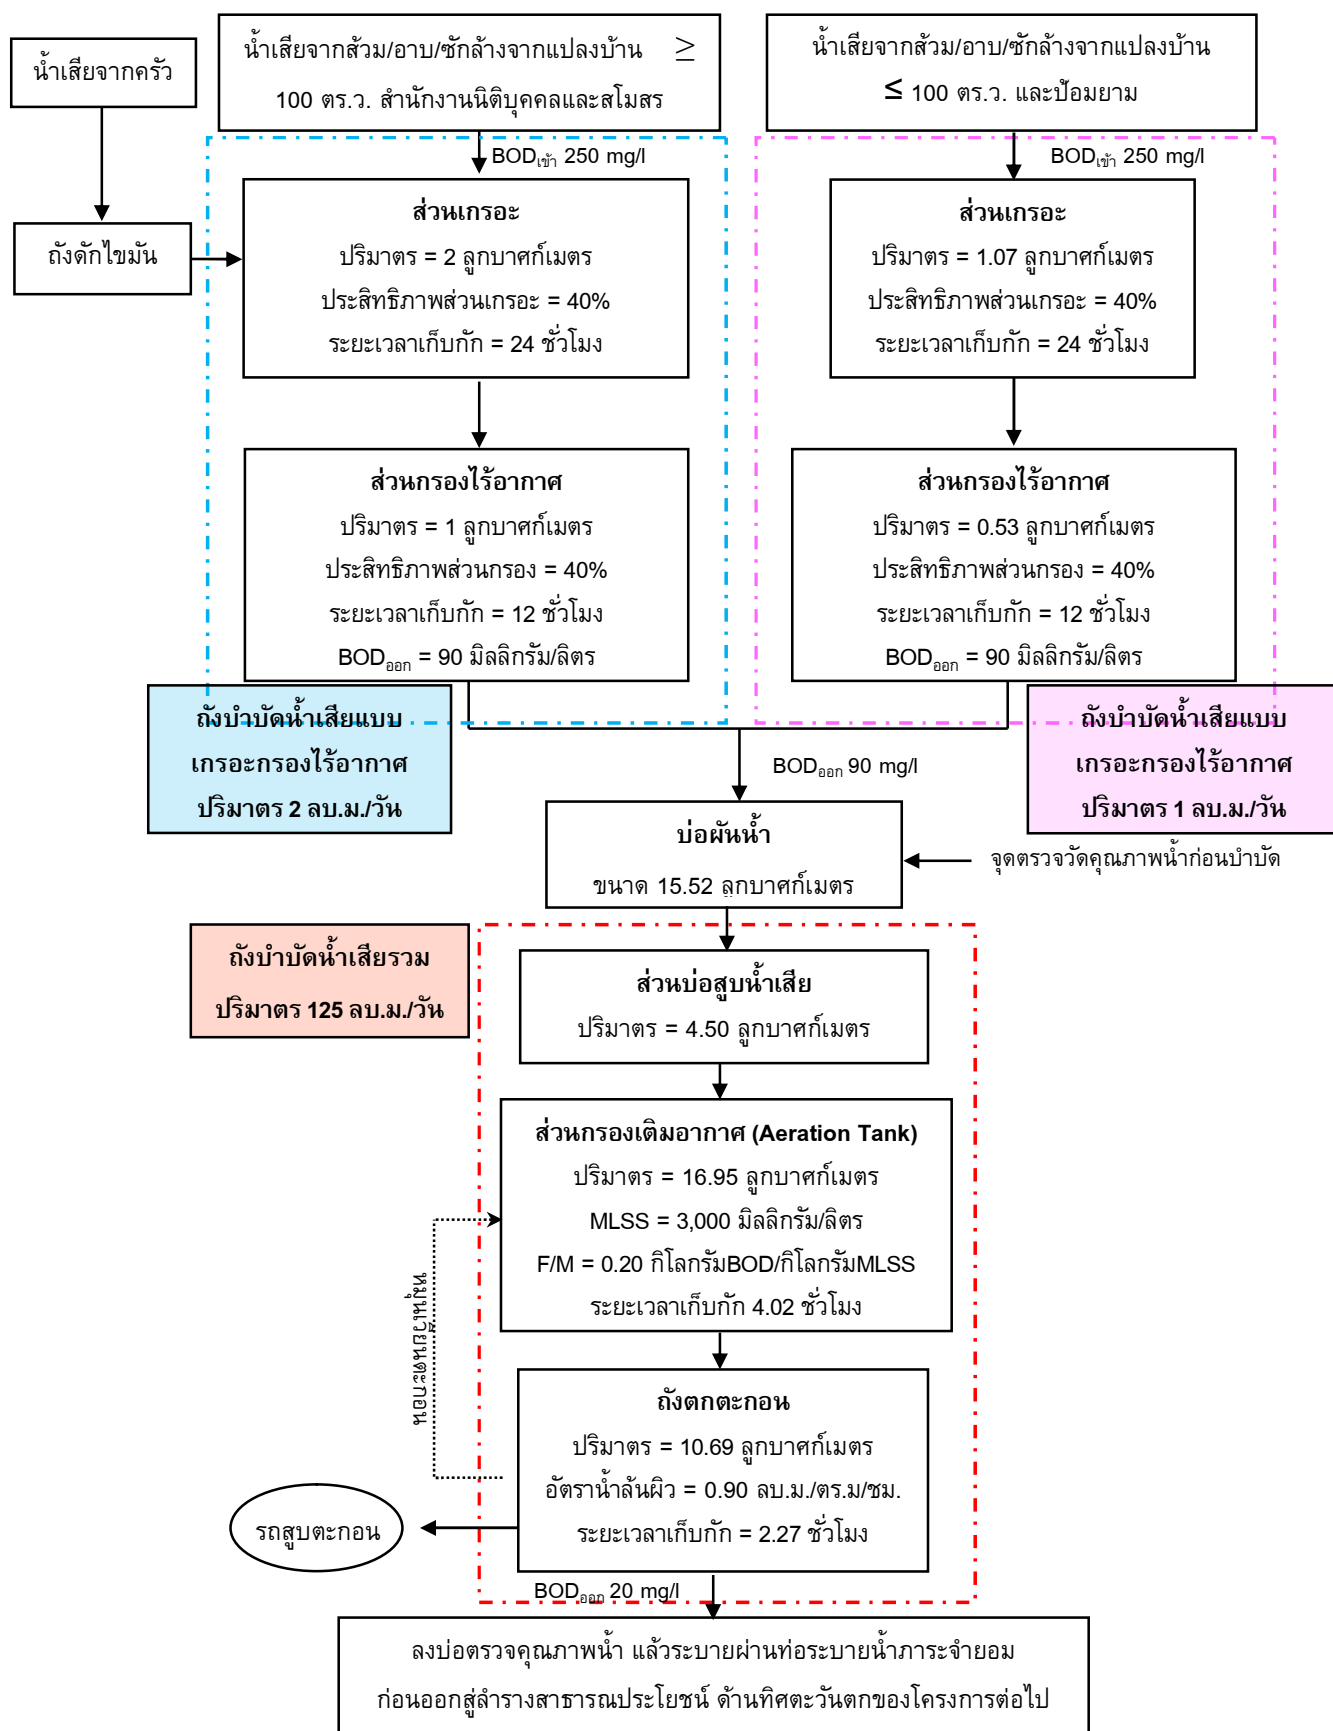 น้ำเสียจากครัว
น้ำเสียจากส้วม/อาบ/ซักล้างจากแปลงบ้าน ≥
100 ตร.ว. สำนักงานนิติบุคคลและสโมสร
น้ำเสียจากส้วม/อาบ/ซักล้างจากแปลงบ้าน
≤ 100 ตร.ว. และป้อมยาม
BODเข้า 250 mg/l
BODเข้า 250 mg/l
ถังดักไขมัน
ส่วนเกรอะ
ปริมาตร = 2 ลูกบาศก์เมตร
ประสิทธิภาพส่วนเกรอะ = 40%
ระยะเวลาเก็บกัก = 24 ชั่วโมง
ส่วนเกรอะ
ปริมาตร = 1.07 ลูกบาศก์เมตร
ประสิทธิภาพส่วนเกรอะ = 40%
ระยะเวลาเก็บกัก = 24 ชั่วโมง
ส่วนกรองไร้อากาศ
ปริมาตร = 1 ลูกบาศก์เมตร
ประสิทธิภาพส่วนกรอง = 40%
ระยะเวลาเก็บกัก = 12 ชั่วโมง
BODออก = 90 มิลลิกรัม/ลิตร
ส่วนกรองไร้อากาศ
ปริมาตร = 0.53 ลูกบาศก์เมตร
ประสิทธิภาพส่วนกรอง = 40%
ระยะเวลาเก็บกัก = 12 ชั่วโมง
BODออก = 90 มิลลิกรัม/ลิตร
ถังบำบัดน้ำเสียแบบ
เกรอะกรองไร้อากาศ
ปริมาตร 2 ลบ.ม./วัน
ถังบำบัดน้ำเสียแบบ
เกรอะกรองไร้อากาศ
ปริมาตร 1 ลบ.ม./วัน
BODออก 90 mg/l
บ่อผันน้ำ
ขนาด 15.52 ลูกบาศก์เมตร
จุดตรวจวัดคุณภาพน้ำก่อนบำบัด
ถังบำบัดน้ำเสียรวม
ปริมาตร 125 ลบ.ม./วัน
ส่วนบ่อสูบน้ำเสีย
ปริมาตร = 4.50 ลูกบาศก์เมตร
ส่วนกรองเติมอากาศ (Aeration Tank)
ปริมาตร = 16.95 ลูกบาศก์เมตร
MLSS = 3,000 มิลลิกรัม/ลิตร
F/M = 0.20 กิโลกรัมBOD/กิโลกรัมMLSS
ระยะเวลาเก็บกัก 4.02 ชั่วโมง
หมุนเวียนตะกอน
ถังตกตะกอน
ปริมาตร = 10.69 ลูกบาศก์เมตร
อัตราน้ำล้นผิว = 0.90 ลบ.ม./ตร.ม/ชม.
ระยะเวลาเก็บกัก = 2.27 ชั่วโมง
รถสูบตะกอน
BODออก 20 mg/l
ลงบ่อตรวจคุณภาพน้ำ แล้วระบายผ่านท่อระบายน้ำภาระจำยอม
ก่อนออกสู่ลำรางสาธารณประโยชน์ ด้านทิศตะวันตกของโครงการต่อไป